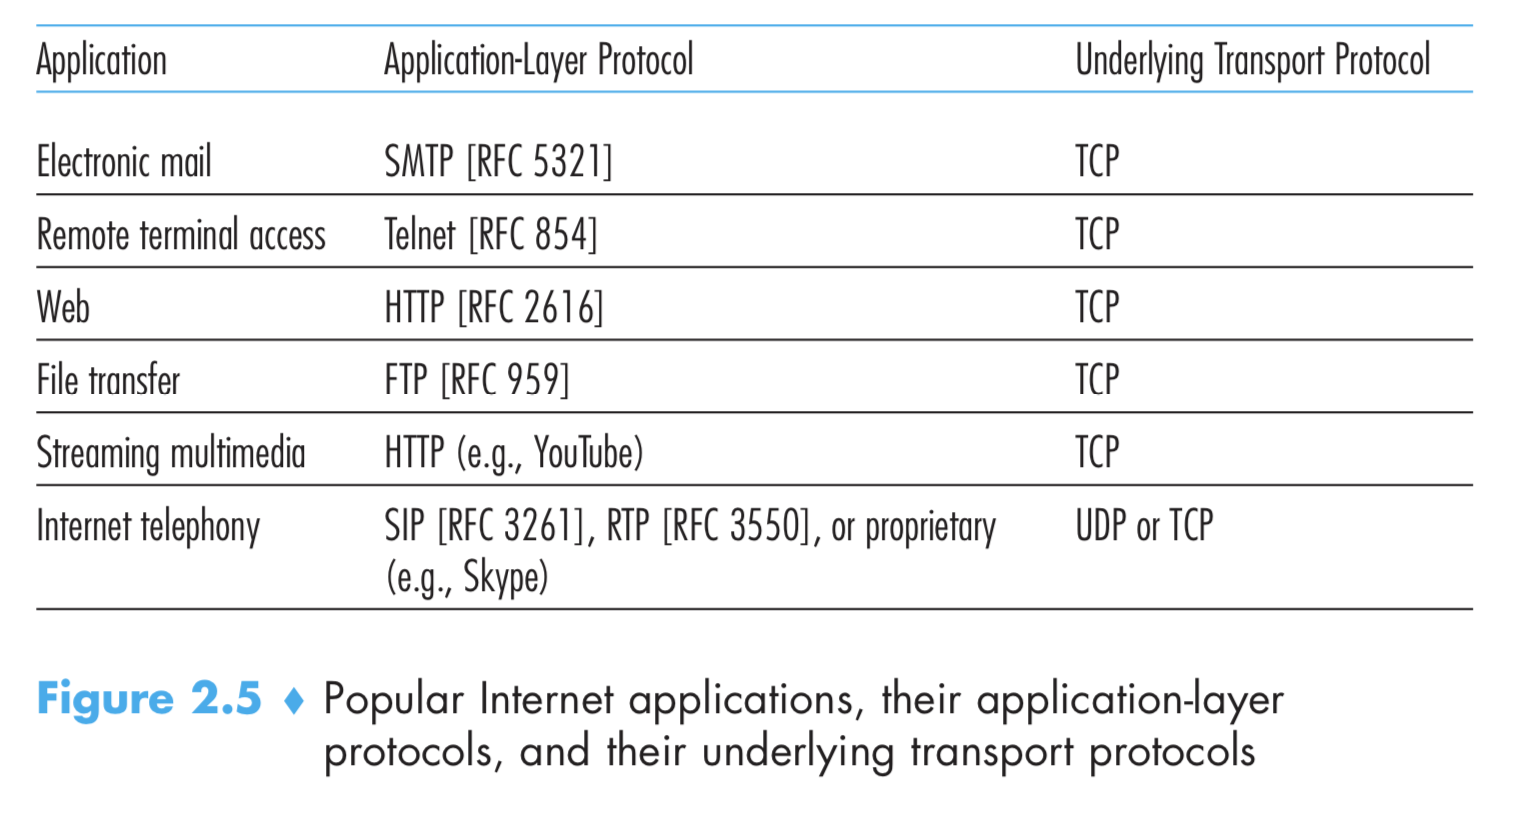 Application Application-Layer Protocol Underlying Transport Protocol
Electronic mail SMTP [RFC 5321] TCP
Remote terminal access Telnet [RFC 854] TCP
Web HTTP [RFC 2616] TCP
File transfer FTP [RFC 959] TCP
Streaming multimedia HTTP (e.g., YouTube) TCP
Internet telephony SIP [RFC 3261], RTP [RFC 3550], or proprietary UDP or TCP
(e.g., Skype)
Figure 2.5 ♦ Popular Internet applications, their application-layer
protocols, and their underlying transport protocols